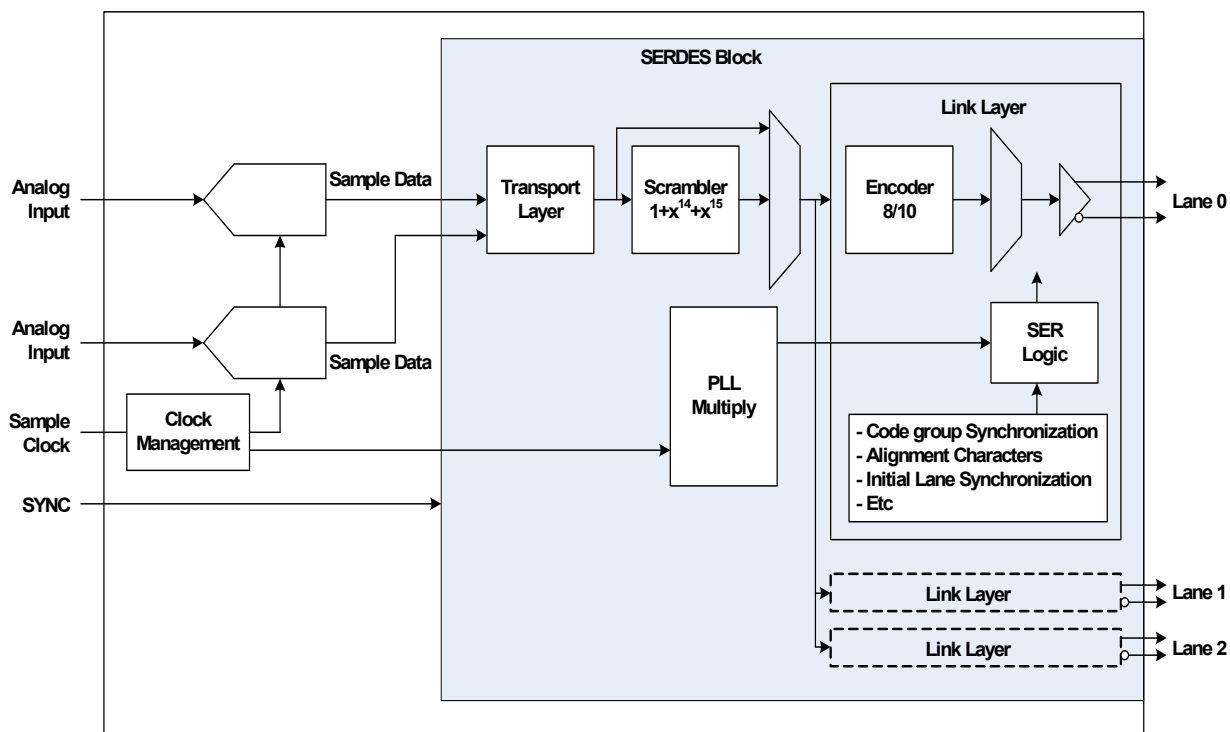 SERDES Block
Link Layer
Analog
Input
Sample Data
Transport
Layer
Scrambler
1+x^14+x^15
Encoder
8/10
Lane 0
Analog
Input
Sample Data
SER
Logic
PLL
Multiply
Sample
Clock
Clock
Management
- Code group Synchronization
- Alignment Characters
- Initial Lane Synchronization
- Etc
SYNC
Link Layer
Lane 1
Link Layer
Lane 2